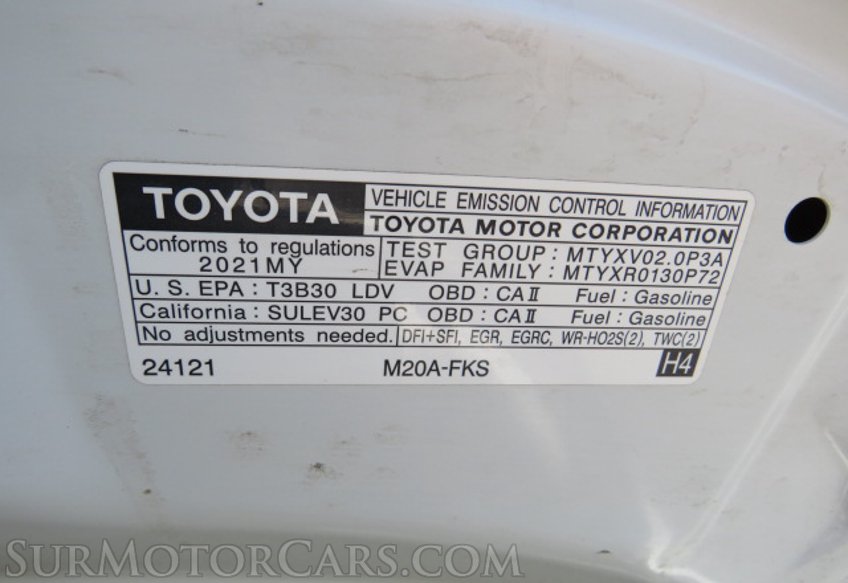 TOYOTA
VEHICLE EMISSION CONTROL INFORMATION
TOYOTA MOTOR CORPORATION
Conforms to regulations
2021MY
TEST GROUP : MTYXV02.0P3A
EVAP FAMILY : MTYXR0130P72
U. S. EPA : T3B30 LDV OBD : CAⅡ Fuel : Gasoline
California : SULEV30 PC OBD : CAⅡ Fuel : Gasoline
No adjustments needed. DFI+SFI, EGR, EGRC, WR-HO2S(2), TWC(2)
24121 M20A-FKS H4
SURMOTORCARS.COM